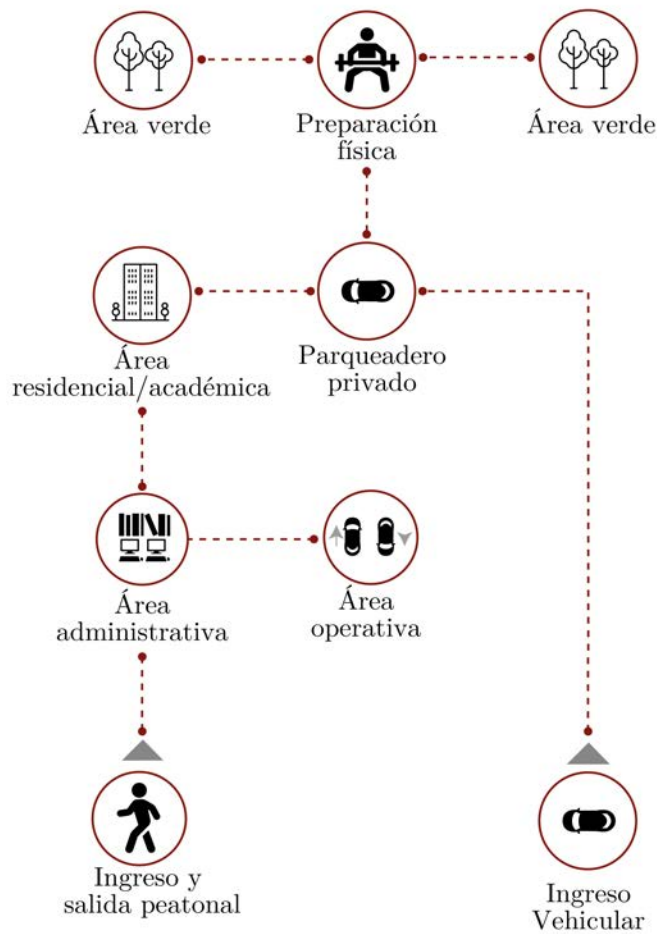 Área verde
Preparación
física
Área verde
Área
residencial/académica
Parqueadero
privado
Área
administrativa
Área
operativa
Ingreso y
salida peatonal
Ingreso
Vehicular